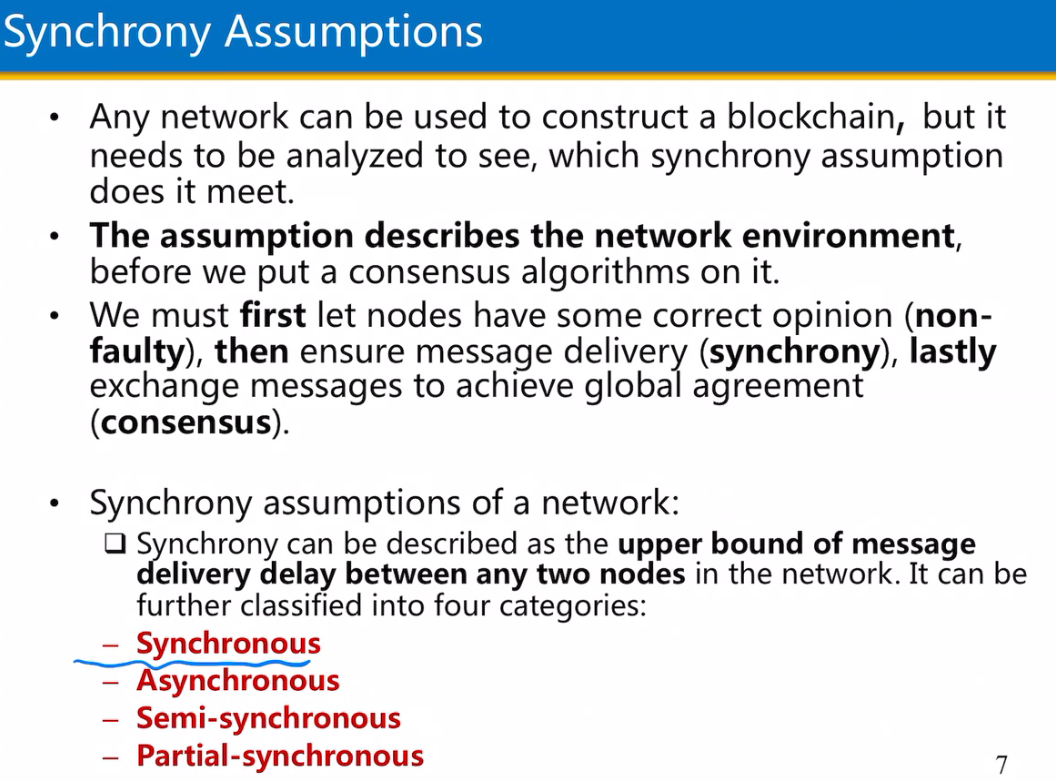 Synchrony Assumptions
• Any network can be used to construct a blockchain, but it
needs to be analyzed to see, which synchrony assumption
does it meet.
• The assumption describes the network environment,
before we put a consensus algorithms on it.
• We must first let nodes have some correct opinion (non-
faulty), then ensure message delivery (synchrony), lastly
exchange messages to achieve global agreement
(consensus).
• Synchrony assumptions of a network:
❑ Synchrony can be described as the upper bound of message
delivery delay between any two nodes in the network. It can be
further classified into four categories:
– Synchronous
– Asynchronous
– Semi-synchronous
– Partial-synchronous
7